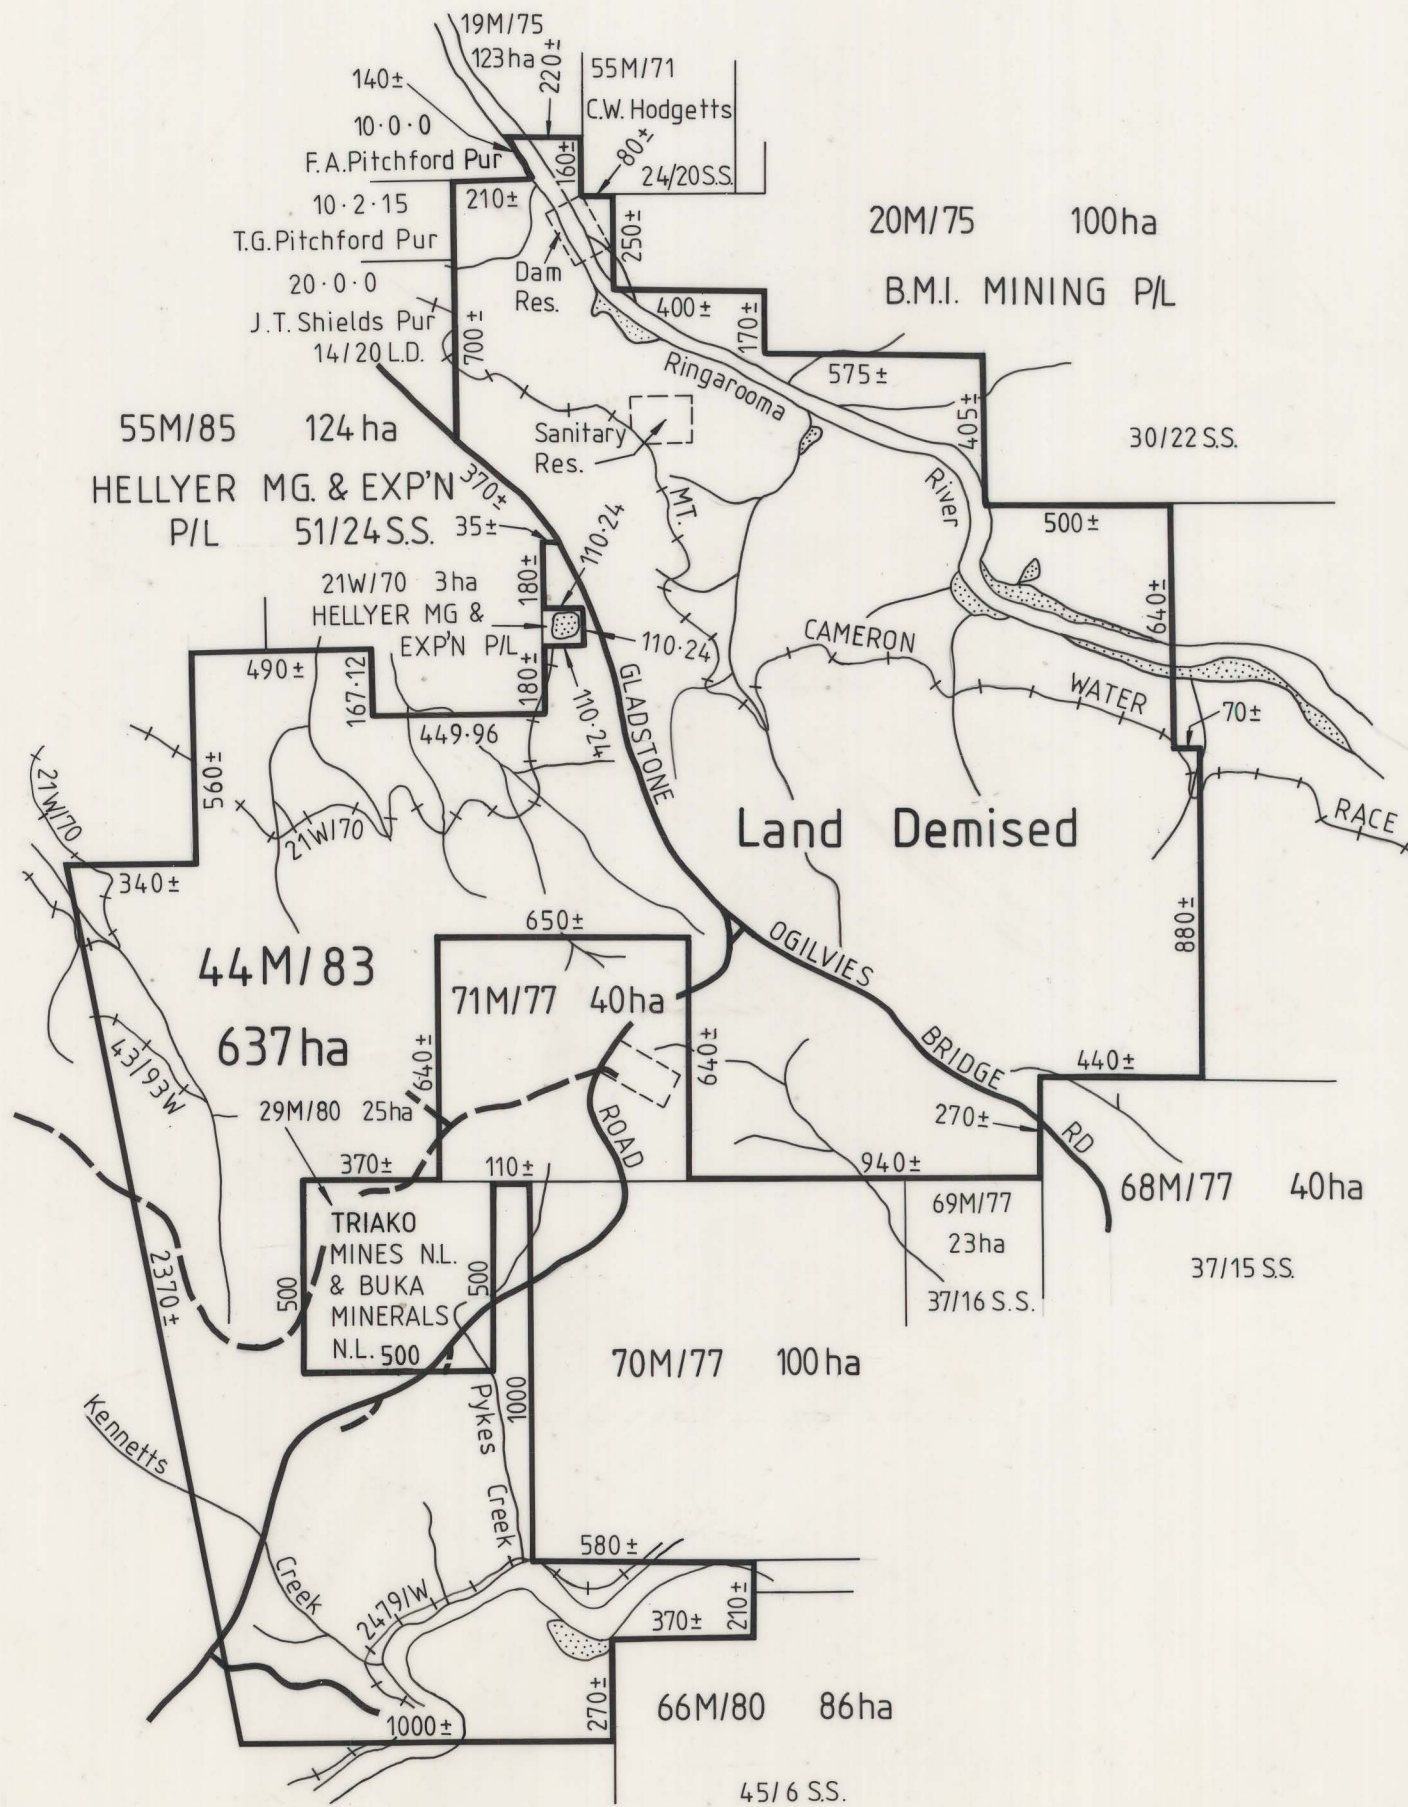 19M/75
123ha
220±
55M/71
C.W. Hodgetts
140±
10·0·0
F.A.Pitchford Pur
160±
80±
24/20 S.S.
10·2·15
210±
T.G.Pitchford Pur
250±
20M/75 100ha
20·0·0
Dam
Res.
B.M.I. MINING P/L
J.T. Shields Pur
14/20 L.D.
700±
400±
170±
Ringarooma
575±
55M/85 124ha
Sanitary
Res.
405±
30/22 S.S.
HELLYER MG. & EXP'N
P/L 51/24 S.S.
370±
MT.
River
35±
110·24
500±
21W/70 3ha
HELLYER MG &
EXP'N P/L
180±
110·24
CAMERON
640±
490±
167·12
180±
110·24
GLADSTONE
WATER
70±
449·96
560±
21W/70
21W/70
Land Demised
RACE
340±
650±
OGILVIES
880±
44M/83
71M/77 40ha
637ha
640±
640±
BRIDGE
440±
43/93W
29M/80 25ha
ROAD
270±
RD
370±
110±
940±
68M/77 40ha
TRIAKO
MINES N.L.
& BUKA
MINERALS
N.L.
69M/77
23ha
37/16 S.S.
37/15 S.S.
2370±
500
500
500
70M/77 100ha
1000
Pykes
Creek
Kennetts
Creek
580±
2479/W
370±
210±
270±
66M/80 86ha
1000±
45/6 S.S.